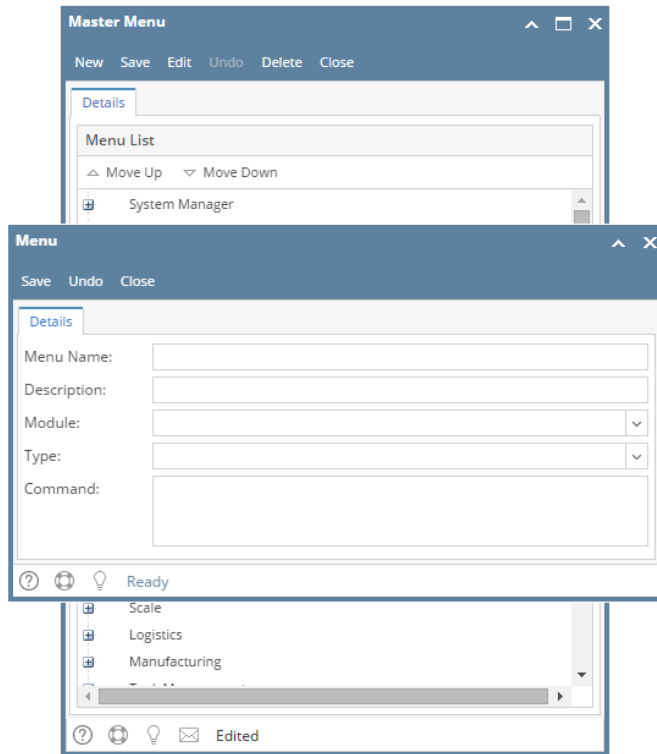 Master Menu
New Save Edit Undo Delete Close
Details
Menu List
Move Up Move Down
System Manager
Menu
Save Undo Close
Details
Menu Name:
Description:
Module:
Type:
Command:
Ready
Scale
Logistics
Manufacturing
Edited